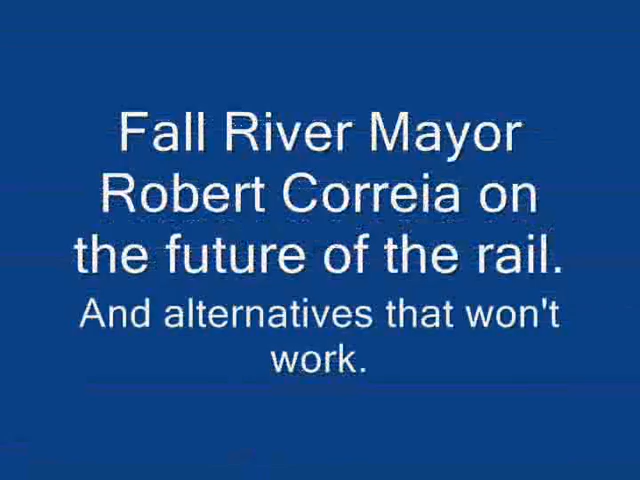 Fall River Mayor
Robert Correia on
the future of the rail.
And alternatives that won't
work.